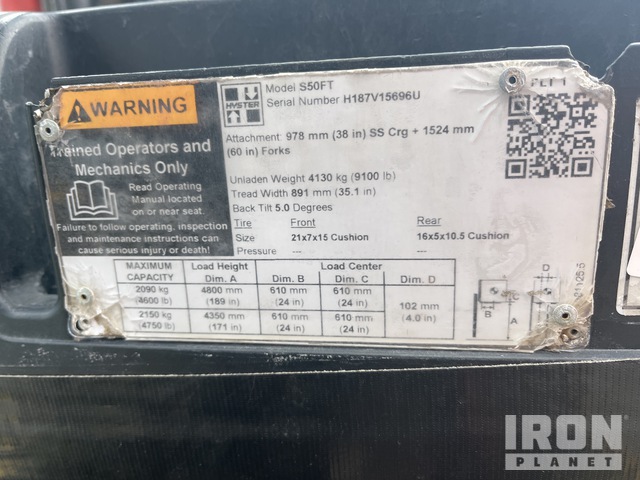 WARNING
Trained Operators and
Mechanics Only
Read Operating
Manual located
on or near seat.
Failure to follow operating, inspection
and maintenance instructions can
cause serious injury or death!
HYSTER
Model S50FT
Serial Number H187V15696U
Attachment: 978 mm (38 in) SS Crg + 1524 mm
(60 in) Forks
Unladen Weight 4130 kg (9100 lb)
Tread Width 891 mm (35.1 in)
Back Tilt 5.0 Degrees
Tire Front Rear
Size 21x7x15 Cushion 16x5x10.5 Cushion
Pressure --- ---
MAXIMUM CAPACITY Load Height Load Center
Dim. A Dim. B Dim. C Dim. D
2090 kg 4800 mm 610 mm 610 mm
(4600 lb) (189 in) (24 in) (24 in)
102 mm
(4.0 in)
2150 kg 4350 mm 610 mm 610 mm
(4750 lb) (171 in) (24 in) (24 in)
D
C
B A
IRON
PLANET